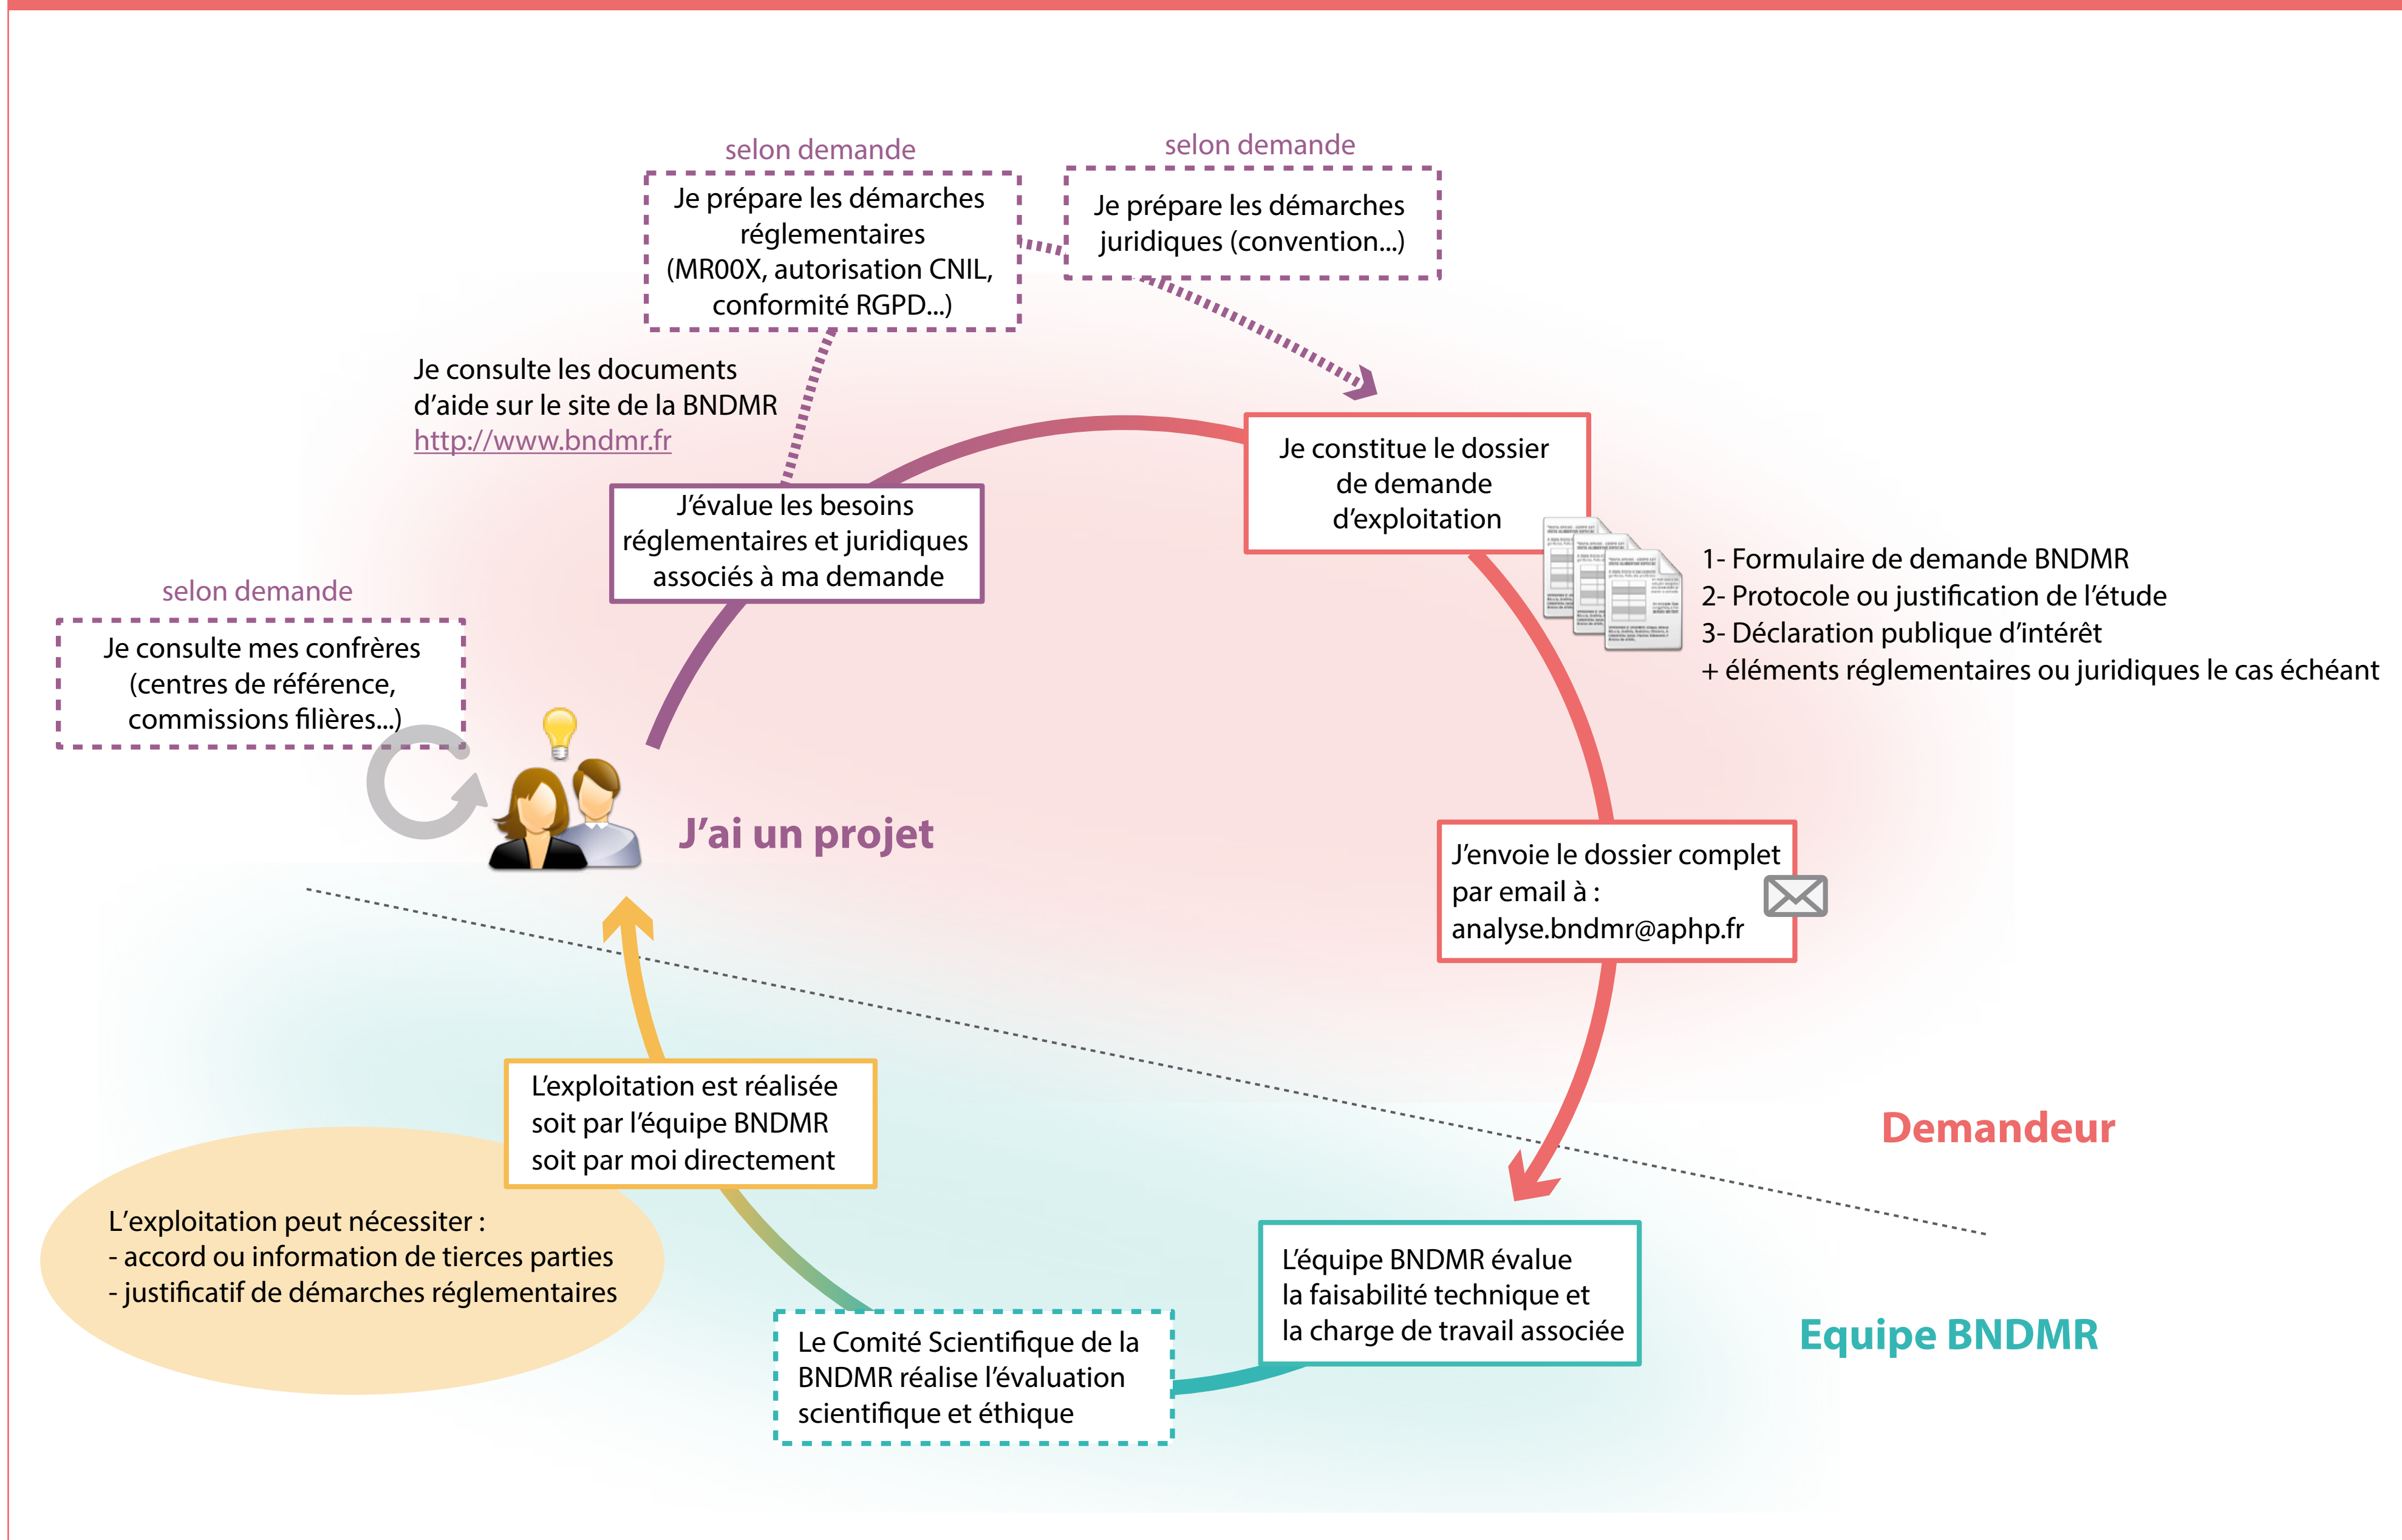 selon demande
Je prépare les démarches
réglementaires
(MR00X, autorisation CNIL,
conformité RGPD...)
selon demande
Je prépare les démarches
juridiques (convention...)
Je consulte les documents
d’aide sur le site de la BNDMR
http://www.bndmr.fr
J’évalue les besoins
réglementaires et juridiques
associés à ma demande
Je constitue le dossier
de demande
d’exploitation
1- Formulaire de demande BNDMR
2- Protocole ou justification de l’étude
3- Déclaration publique d’intérêt
+ éléments réglementaires ou juridiques le cas échéant
selon demande
Je consulte mes confrères
(centres de référence,
commissions filières...)
J’ai un projet
J’envoie le dossier complet
par email à :
analyse.bndmr@aphp.fr
Demandeur
Equipe BNDMR
L’équipe BNDMR évalue
la faisabilité technique et
la charge de travail associée
Le Comité Scientifique de la
BNDMR réalise l’évaluation
scientifique et éthique
L’exploitation est réalisée
soit par l’équipe BNDMR
soit par moi directement
L’exploitation peut nécessiter :
- accord ou information de tierces parties
- justificatif de démarches réglementaires